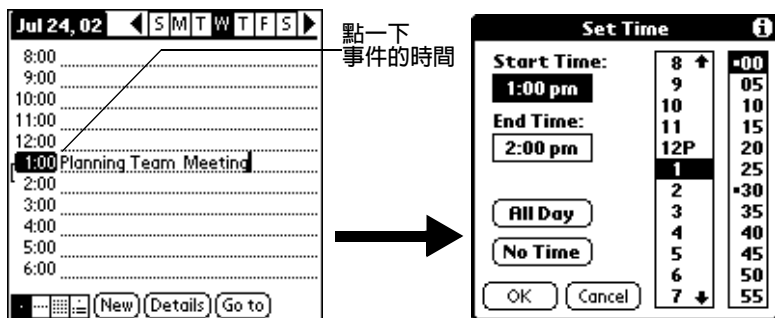 Jul 24, 02 S M T W T F S
8:00
9:00
10:00
11:00
12:00
1:00 Planning Team Meeting
2:00
3:00
4:00
5:00
6:00
New Details Go to
點一下
事件的時間
Set Time
Start Time:
1:00 pm
End Time:
2:00 pm
All Day
No Time
OK Cancel
8
9
10
11
12P
1
2
3
4
5
6
7
00
05
10
15
20
25
30
35
40
45
50
55